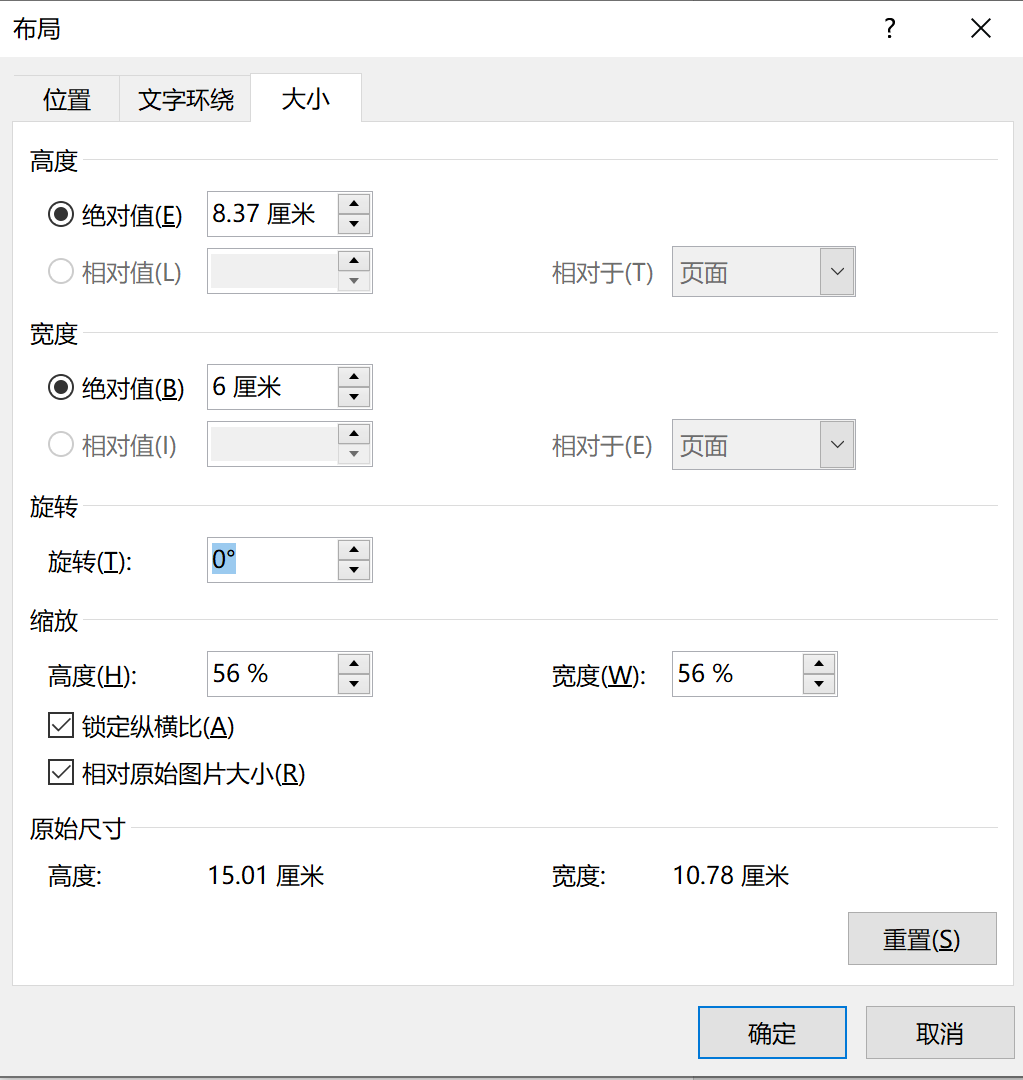 布局 ?
位置 文字环绕 大小
高度
绝对值(E) 8.37 厘米
相对值(L) 相对于(T) 页面
宽度
绝对值(B) 6 厘米
相对值(I) 相对于(E) 页面
旋转
旋转(T): 0°
缩放
高度(H): 56 % 宽度(W): 56 %
锁定纵横比(A)
相对原始图片大小(R)
原始尺寸
高度: 15.01 厘米 宽度: 10.78 厘米
重置(S)
确定 取消